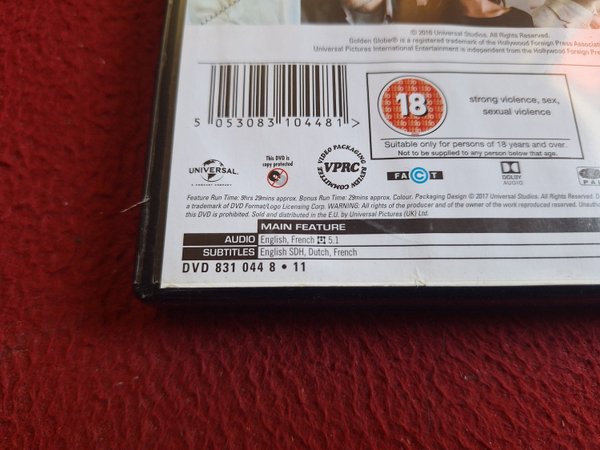 © 2016 Universal Studios. All Rights Reserved.
Golden Globe® is a registered trademark of the Hollywood Foreign Press Associati
Universal Pictures International Entertainment is independent from the Hollywood Foreign Pre
5 053083 104481 >
18
strong violence, sex,
sexual violence
Suitable only for persons of 18 years and over.
Not to be supplied to any person below that age.
UNIVERSAL
A COMCAST COMPANY
This DVD is
copy protected
VIDEO PACKAGING REVIEW COMMITTEE
VPRC
FACT
DOLBY
AUDIO
PAL
Feature Run Time: 9hrs 29mins approx. Bonus Run Time: 29mins approx. Colour. Packaging Design © 2017 Universal Studios. All Rights Reserved. D
a trademark of DVD Format/Logo Licensing Corp. WARNING: All rights of the producer and of the owner of the work reproduced reserved. Unautho
this DVD is prohibited. Sold and distributed in the E.U. by Universal Pictures (UK) Ltd.
MAIN FEATURE
AUDIO English, French 5.1
SUBTITLES English SDH, Dutch, French
DVD 831 044 8 • 11